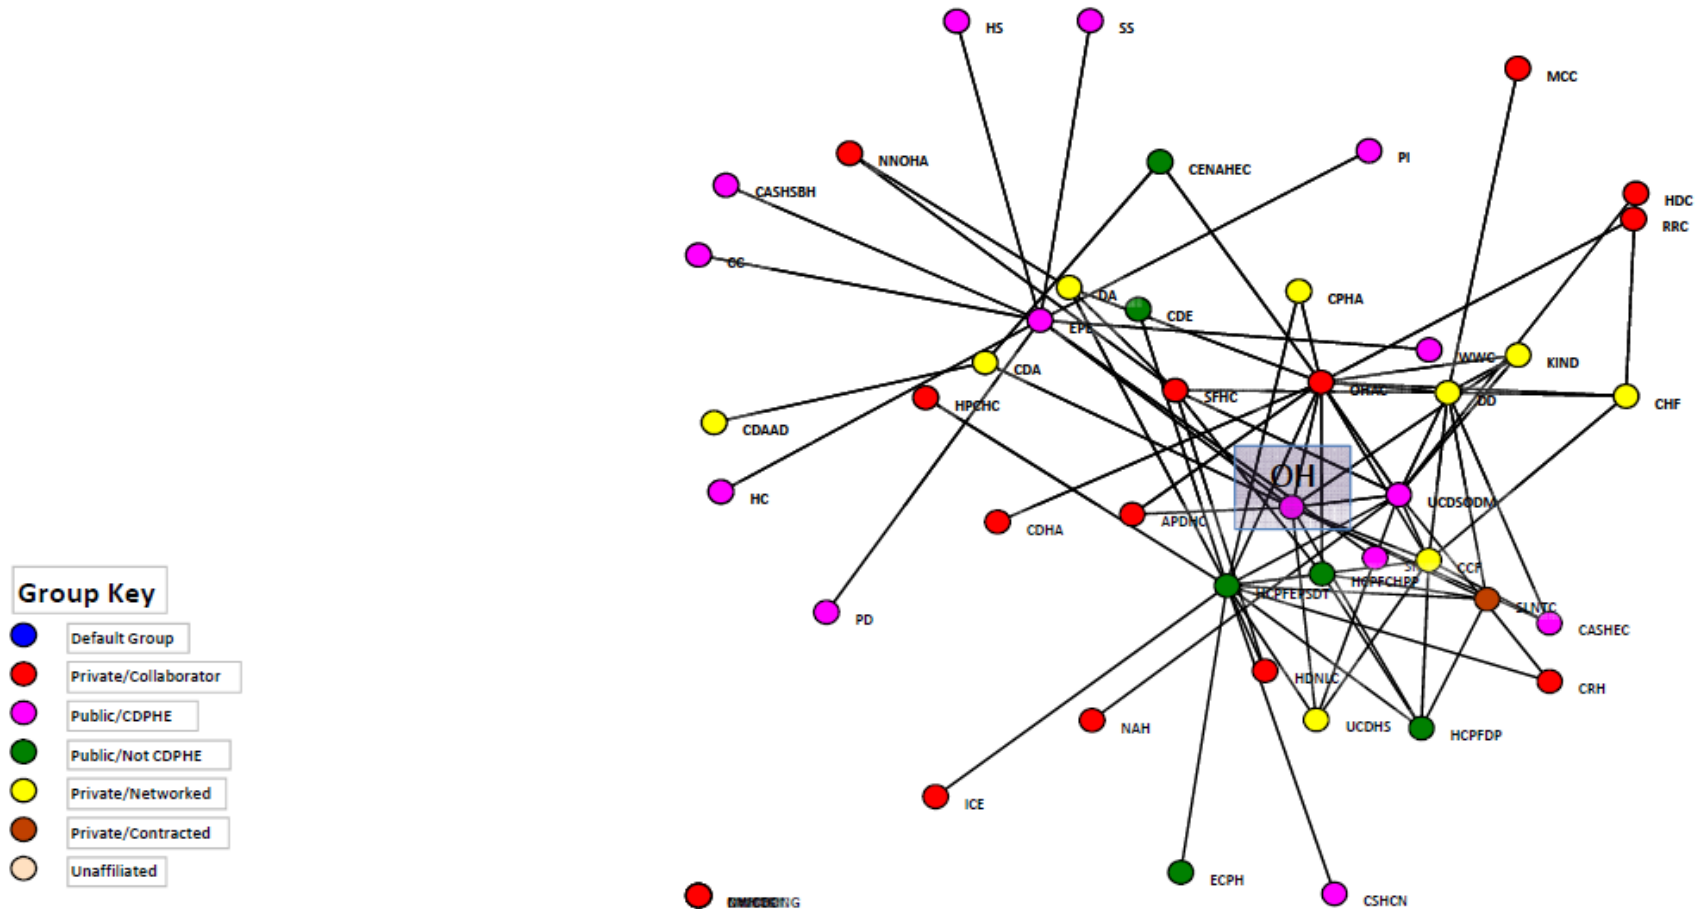 HS
SS
MCC
NNOHA
CENAHEC
PI
CASHSBH
HDC
RRC
CC
DA
CPHA
CDE
EPE
WWC
KIND
CDA
SFHC
ORAC
DD
CHF
HPCHC
CDAAD
OH
HC
UCDSODM
CDHA
APDHC
CCF
HCPFCHPP
HCPFEPSDT
SLNTC
PD
CASHEC
HDNLC
CRH
NAH
UCDHS
HCPFDP
ICE
ECPH
CSHCN
Group Key
Default Group
Private/Collaborator
Public/CDPHE
Public/Not CDPHE
Private/Networked
Private/Contracted
Unaffiliated